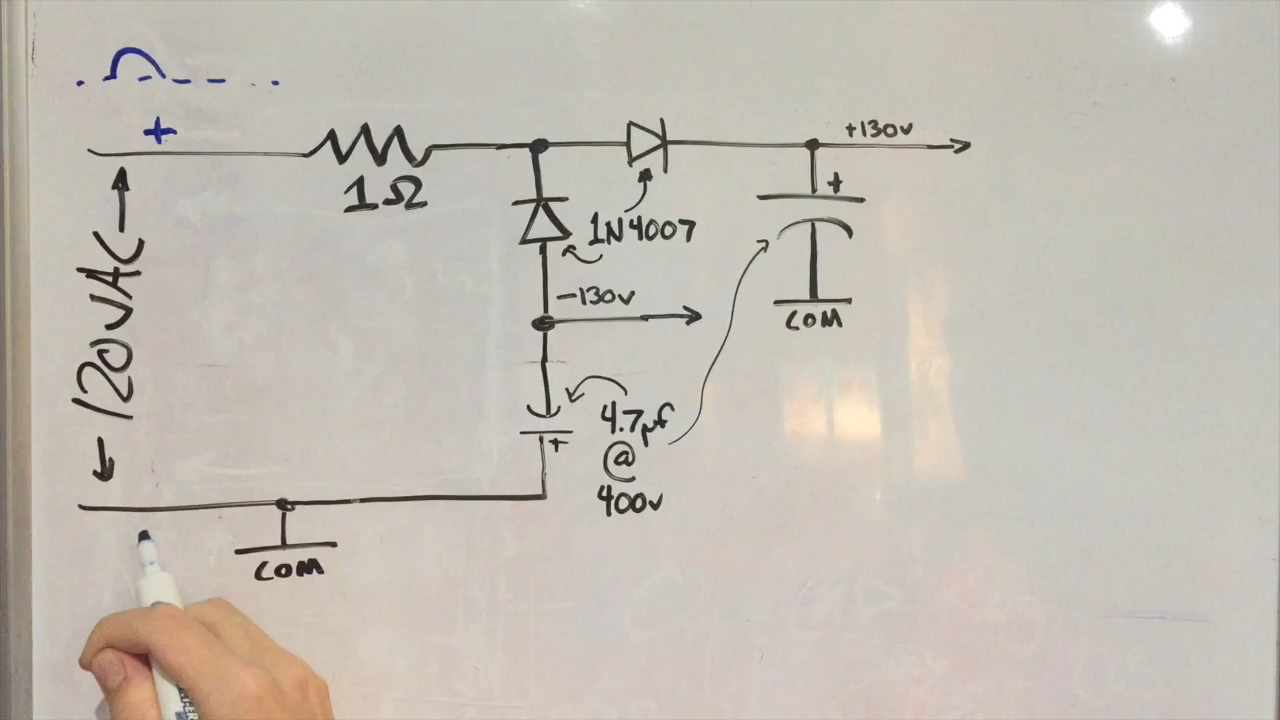 +
+130v
+
1Ω
1N4007
120VAC
-130v
COM
4.7µf
@
400v
+
COM